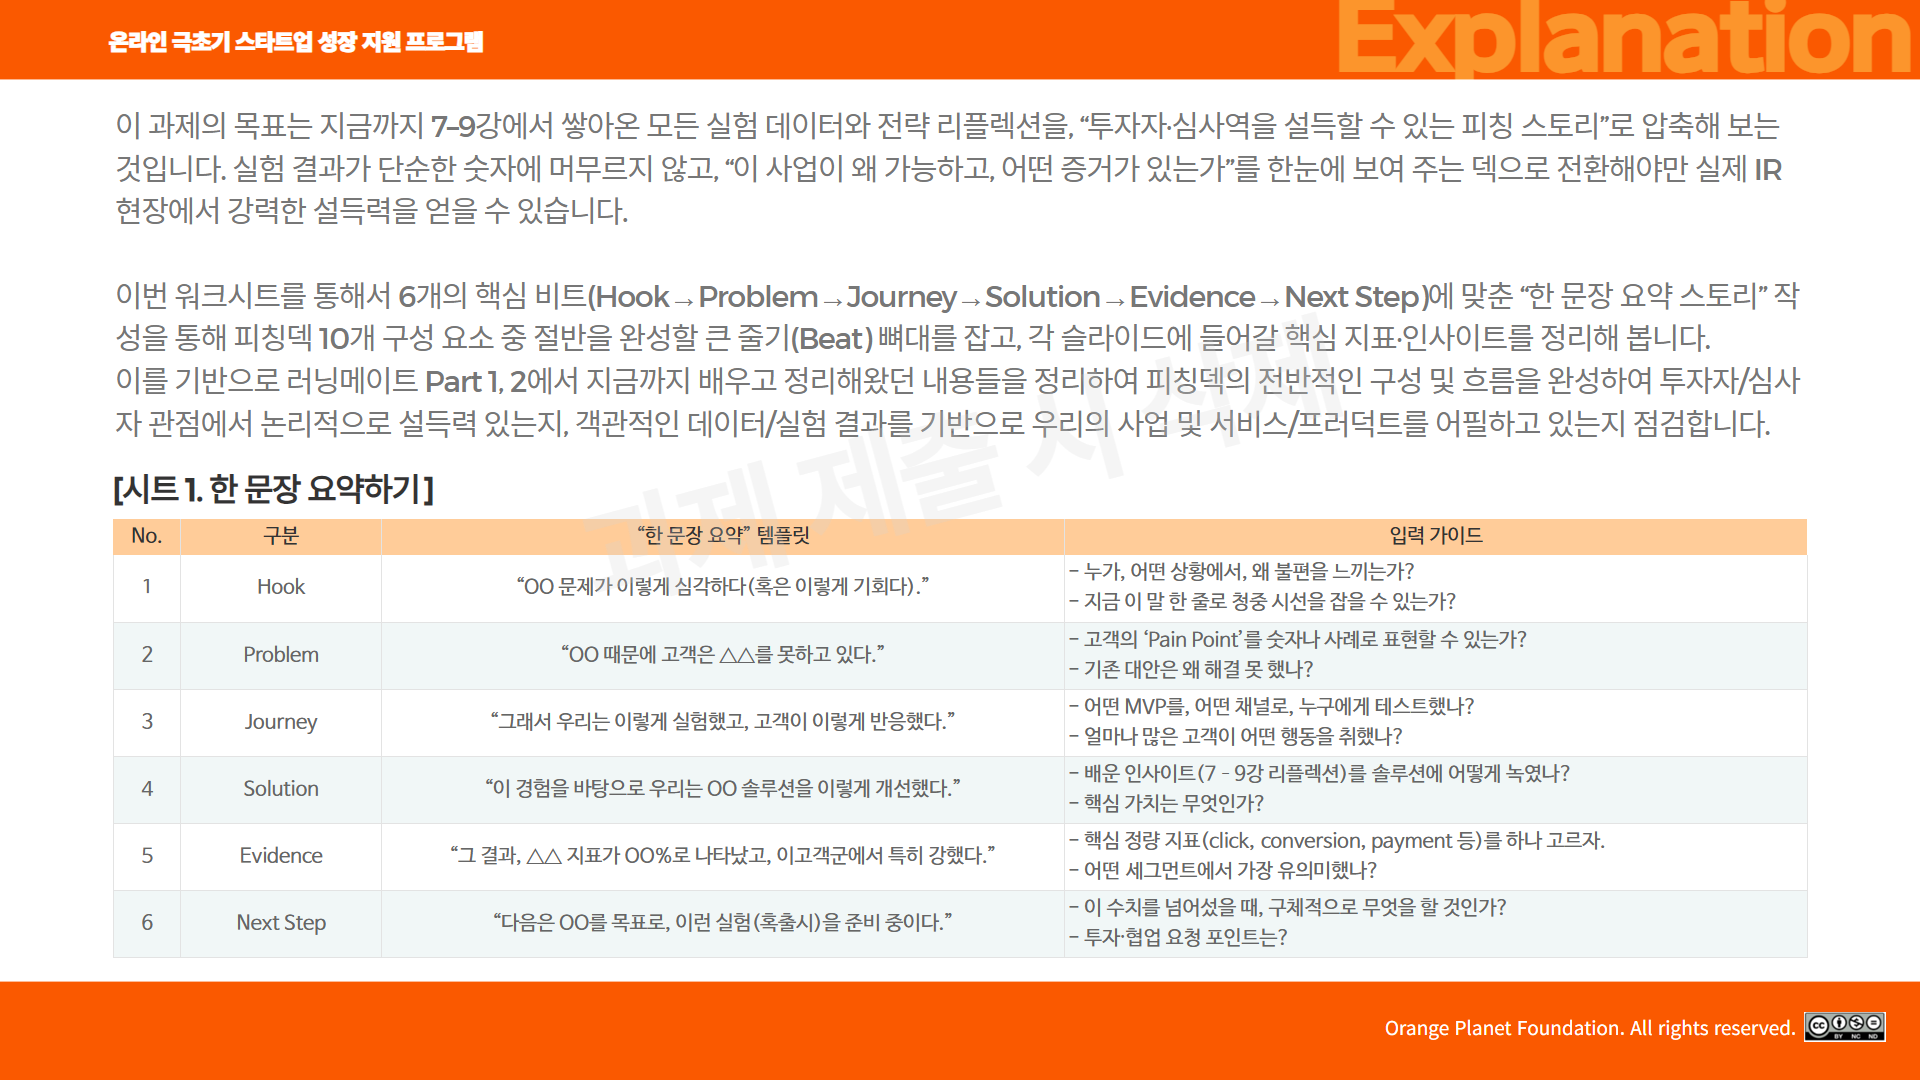 온라인 극초기 스타트업 성장 지원 프로그램
Explanation
이 과제의 목표는 지금까지 7–9강에서 쌓아온 모든 실험 데이터와 전략 리플렉션을, “투자자·심사역을 설득할 수 있는 피칭 스토리”로 압축해 보는
것입니다. 실험 결과가 단순한 숫자에 머무르지 않고, “이 사업이 왜 가능하고, 어떤 증거가 있는가”를 한눈에 보여 주는 덱으로 전환해야만 실제 IR
현장에서 강력한 설득력을 얻을 수 있습니다.
이번 워크시트를 통해서 6개의 핵심 비트(Hook→Problem→Journey→Solution→Evidence→Next Step)에 맞춘 “한 문장 요약 스토리” 작
성을 통해 피칭덱 10개 구성 요소 중 절반을 완성할 큰 줄기(Beat) 뼈대를 잡고, 각 슬라이드에 들어갈 핵심 지표·인사이트를 정리해 봅니다.
이를 기반으로 러닝메이트 Part 1, 2에서 지금까지 배우고 정리해왔던 내용들을 정리하여 피칭덱의 전반적인 구성 및 흐름을 완성하여 투자자/심사
자 관점에서 논리적으로 설득력 있는지, 객관적인 데이터/실험 결과를 기반으로 우리의 사업 및 서비스/프러덕트를 어필하고 있는지 점검합니다.
과제 제출 시 삭제
[시트 1. 한 문장 요약하기]
No. 구분 “한 문장 요약” 템플릿 입력 가이드
1 Hook “OO 문제가 이렇게 심각하다(혹은 이렇게 기회다).” - 누가, 어떤 상황에서, 왜 불편을 느끼는가?
- 지금 이 말 한 줄로 청중 시선을 잡을 수 있는가?
2 Problem “OO 때문에 고객은 △△를 못하고 있다.” - 고객의 ‘Pain Point’를 숫자나 사례로 표현할 수 있는가?
- 기존 대안은 왜 해결 못 했나?
3 Journey “그래서 우리는 이렇게 실험했고, 고객이 이렇게 반응했다.” - 어떤 MVP를, 어떤 채널로, 누구에게 테스트했나?
- 얼마나 많은 고객이 어떤 행동을 취했나?
4 Solution “이 경험을 바탕으로 우리는 OO 솔루션을 이렇게 개선했다.” - 배운 인사이트(7 - 9강 리플렉션)를 솔루션에 어떻게 녹였나?
- 핵심 가치는 무엇인가?
5 Evidence “그 결과, △△ 지표가 OO%로 나타났고, 이고객군에서 특히 강했다.” - 핵심 정량 지표(click, conversion, payment 등)를 하나 고르자.
- 어떤 세그먼트에서 가장 유의미했나?
6 Next Step “다음은 OO를 목표로, 이런 실험(혹출시)을 준비 중이다.” - 이 수치를 넘어섰을 때, 구체적으로 무엇을 할 것인가?
- 투자·협업 요청 포인트는?
Orange Planet Foundation. All rights reserved.
CC BY NC ND